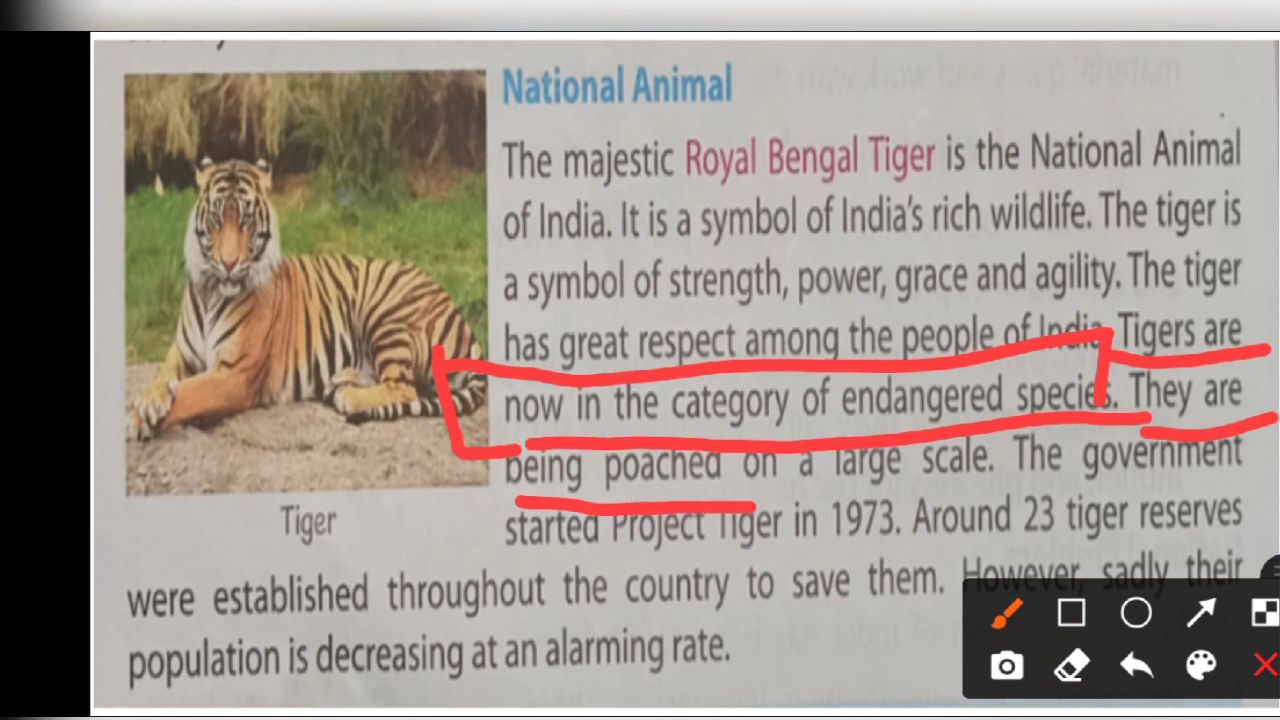 National Animal
The majestic Royal Bengal Tiger is the National Animal
of India. It is a symbol of India's rich wildlife. The tiger is
a symbol of strength, power, grace and agility. The tiger
has great respect among the people of India. Tigers are
now in the category of endangered species. They are
being poached on a large scale. The government
started Project Tiger in 1973. Around 23 tiger reserves
were established throughout the country to save them. However, sadly their
population is decreasing at an alarming rate.
Tiger